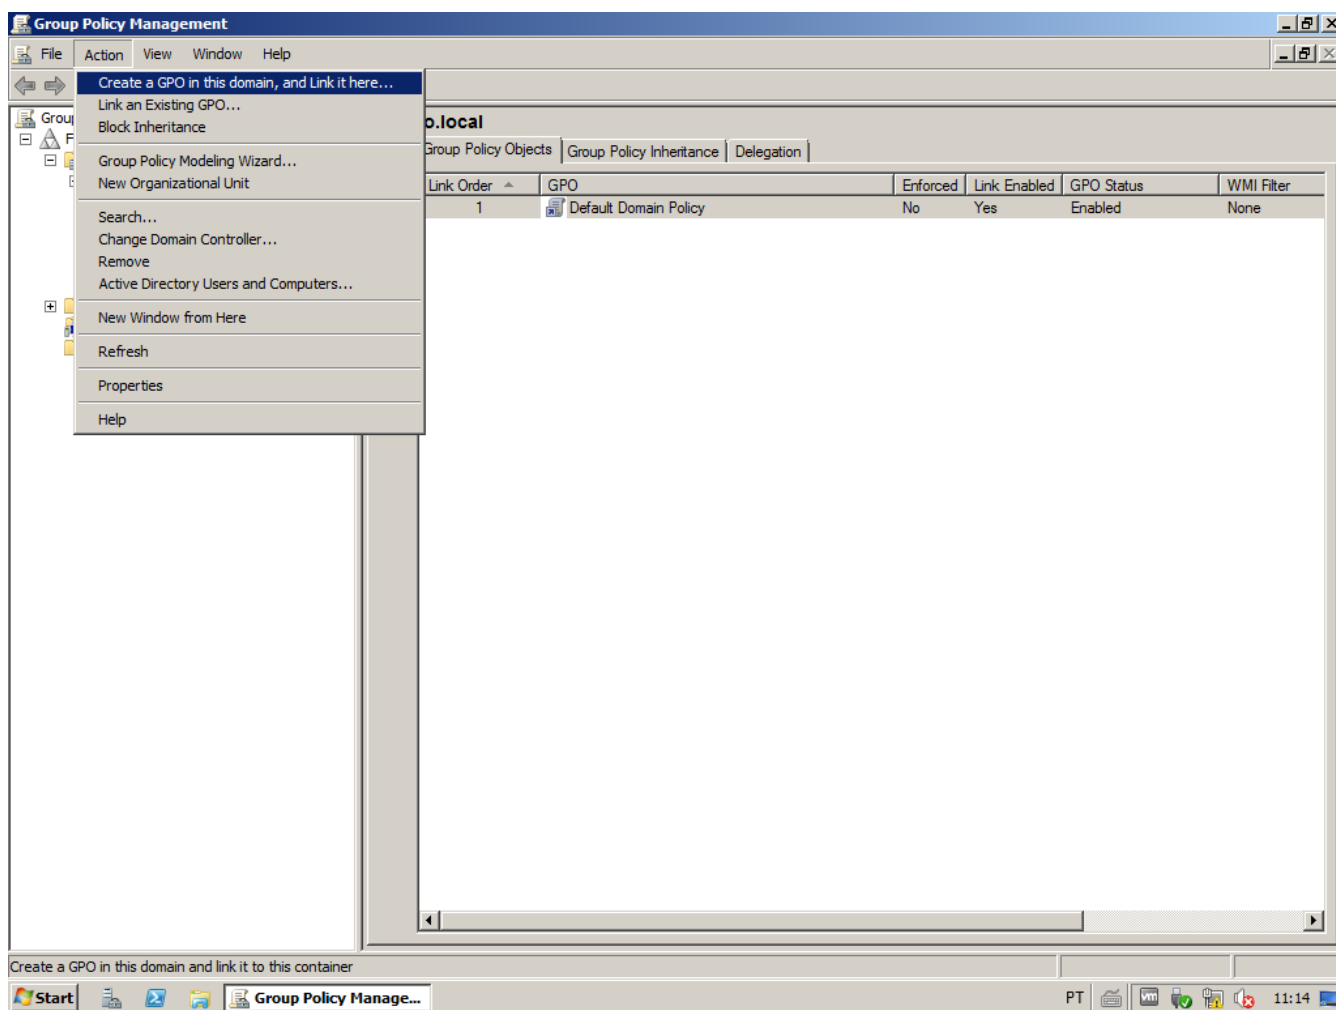 Group Policy Management
File Action View Window Help
Create a GPO in this domain, and Link it here...
Link an Existing GPO...
Block Inheritance
Group Policy Modeling Wizard...
New Organizational Unit
Search...
Change Domain Controller...
Remove
Active Directory Users and Computers...
New Window from Here
Refresh
Properties
Help
Grou
F
o.local
Group Policy Objects Group Policy Inheritance Delegation
Link Order GPO Enforced Link Enabled GPO Status WMI Filter
1 Default Domain Policy No Yes Enabled None
Create a GPO in this domain and link it to this container
Start Group Policy Manage... PT 11:14